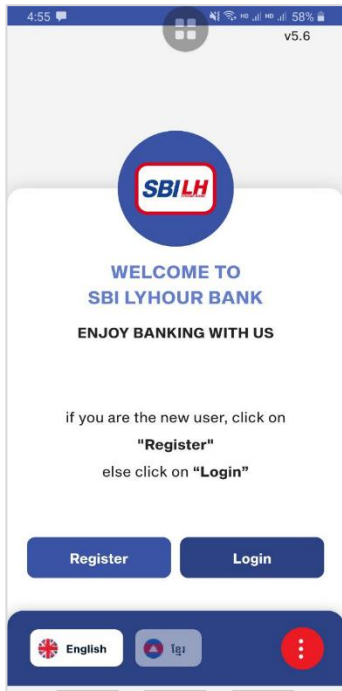 4:55 58%
v5.6
SBI LH
WELCOME TO
SBI LYHOUR BANK
ENJOY BANKING WITH US
if you are the new user, click on
"Register"
else click on “Login”
Register Login
English ខ្មែរ